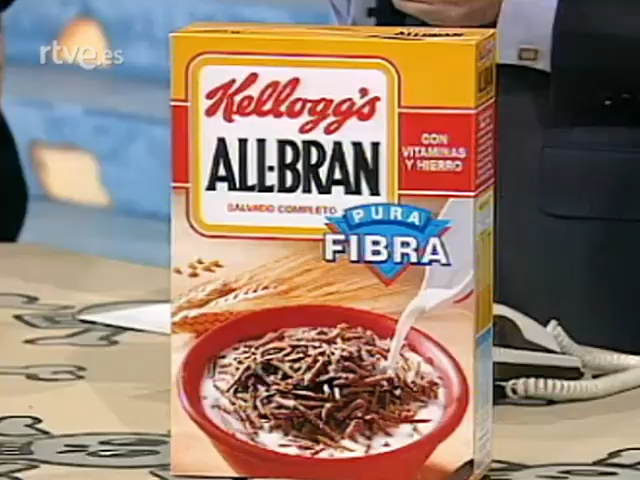 rtve.es
Kellogg's
ALL-BRAN
SALVADO COMPLETO
CON
VITAMINAS
Y HIERRO
PURA
FIBRA